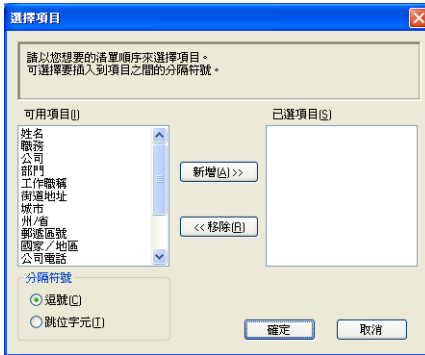 選擇項目
請以您想要的清單順序來選擇項目。
可選擇要插入到項目之間的分隔符號。
可用項目(I)
已選項目(S)
姓名
職務
公司
部門
工作職稱
街道地址
城市
州/省
郵遞區號
國家／地區
公司電話
新增(A) >>
<< 移除(R)
分隔符號
逗號(C)
跳位字元(T)
確定
取消